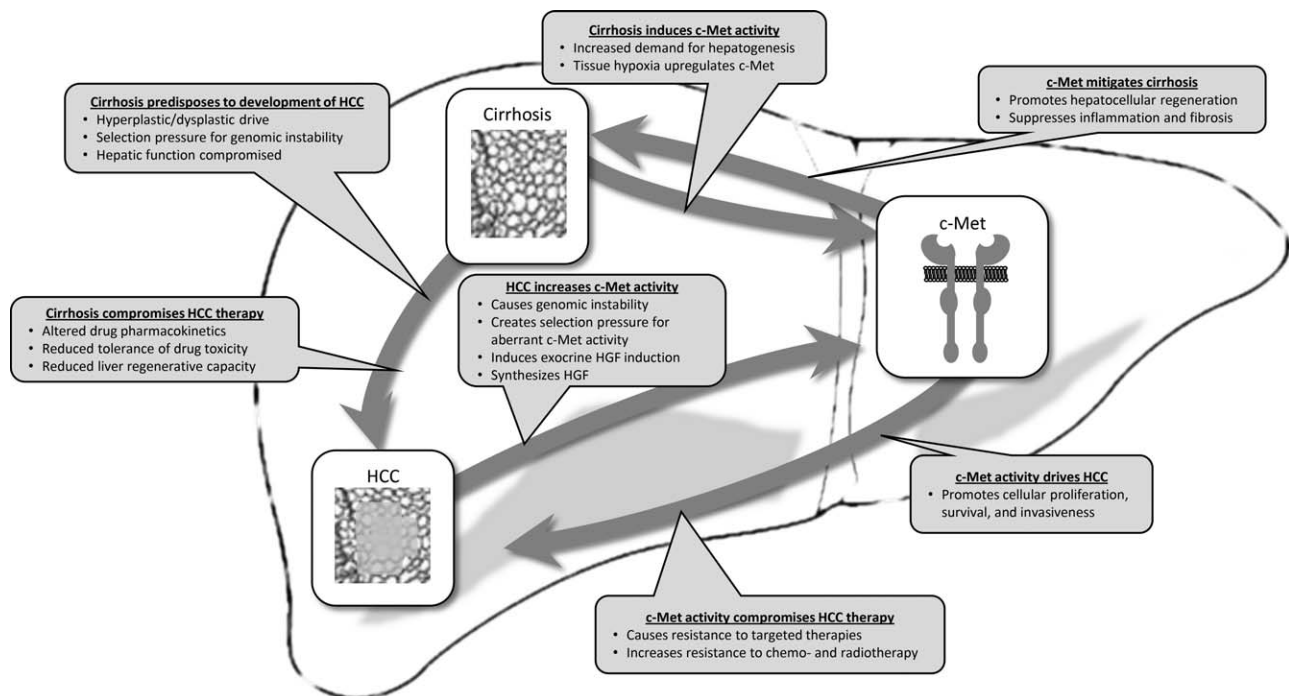 Cirrhosis induces c-Met activity
• Increased demand for hepatogenesis
• Tissue hypoxia upregulates c-Met
c-Met mitigates cirrhosis
• Promotes hepatocellular regeneration
• Suppresses inflammation and fibrosis
Cirrhosis predisposes to development of HCC
• Hyperplastic/dysplastic drive
• Selection pressure for genomic instability
• Hepatic function compromised
Cirrhosis
c-Met
HCC increases c-Met activity
• Causes genomic instability
• Creates selection pressure for
aberrant c-Met activity
• Induces exocrine HGF induction
• Synthesizes HGF
Cirrhosis compromises HCC therapy
• Altered drug pharmacokinetics
• Reduced tolerance of drug toxicity
• Reduced liver regenerative capacity
HCC
c-Met activity drives HCC
• Promotes cellular proliferation,
survival, and invasiveness
c-Met activity compromises HCC therapy
• Causes resistance to targeted therapies
• Increases resistance to chemo- and radiotherapy